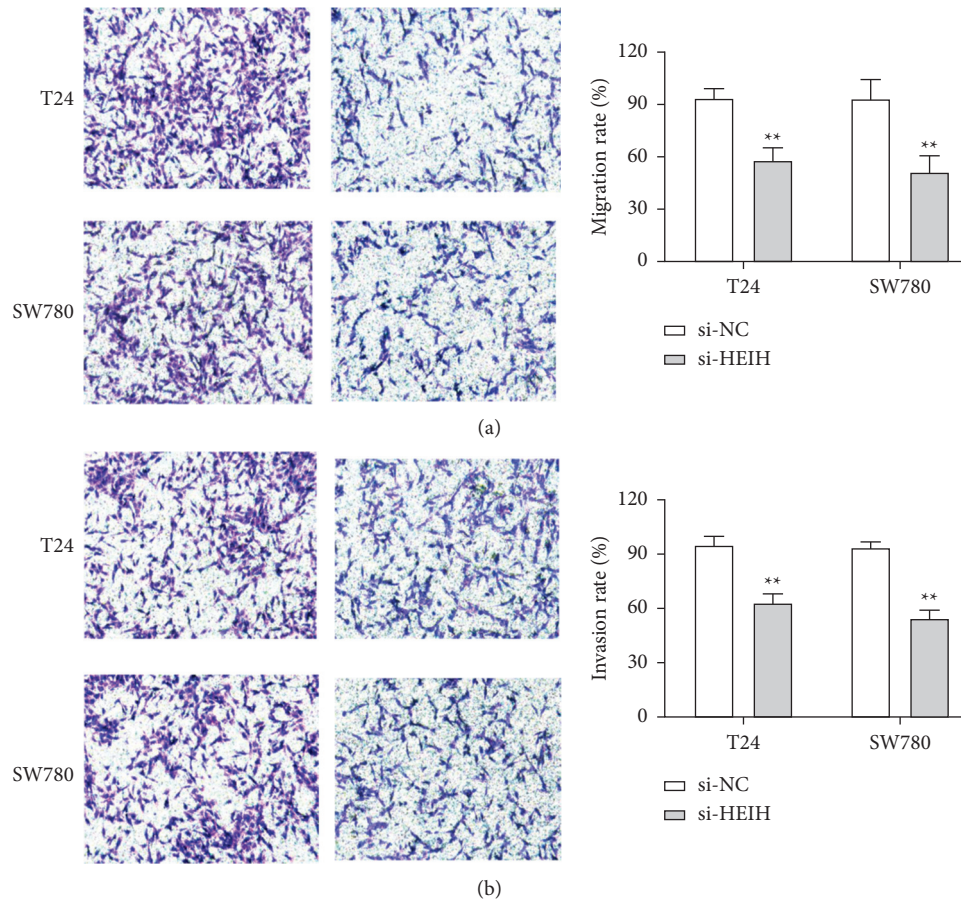 T24
SW780
120
90
60
30
0
Migration rate (%)
**
**
T24
SW780
si-NC
si-HEIH
(a)
T24
SW780
120
90
60
30
0
Invasion rate (%)
**
**
T24
SW780
si-NC
si-HEIH
(b)